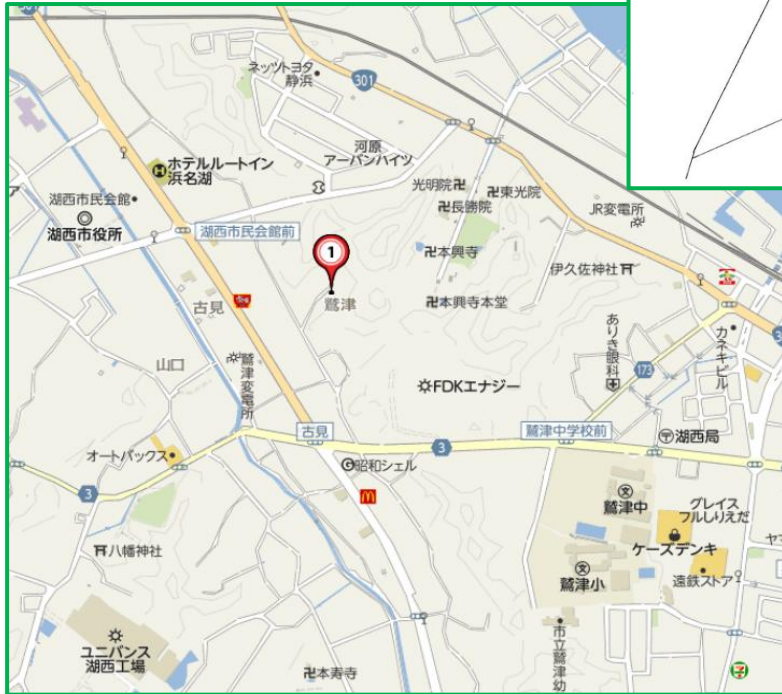 301
ネッツトヨタ
静浜
301
河原
アーバンハイツ
ホテルルートイン
浜名湖
光明院
東光院
長勝院
JR変電所
湖西市民会館
湖西市役所
湖西市民会館前
本興寺
伊久佐神社
1
鷲津
本興寺本堂
古見
ありき眼科
カネキビル
山口
鷲津変電所
FDKエナジー
173
古見
鷲津中学校前
湖西局
オートバックス
昭和シェル
3
3
鷲津中
グレイス
フルしりえだ
八幡神社
ケーズデンキ
鷲津小
遠鉄ストア
ユニバンス
湖西工場
本寿寺
市立鷲津幼